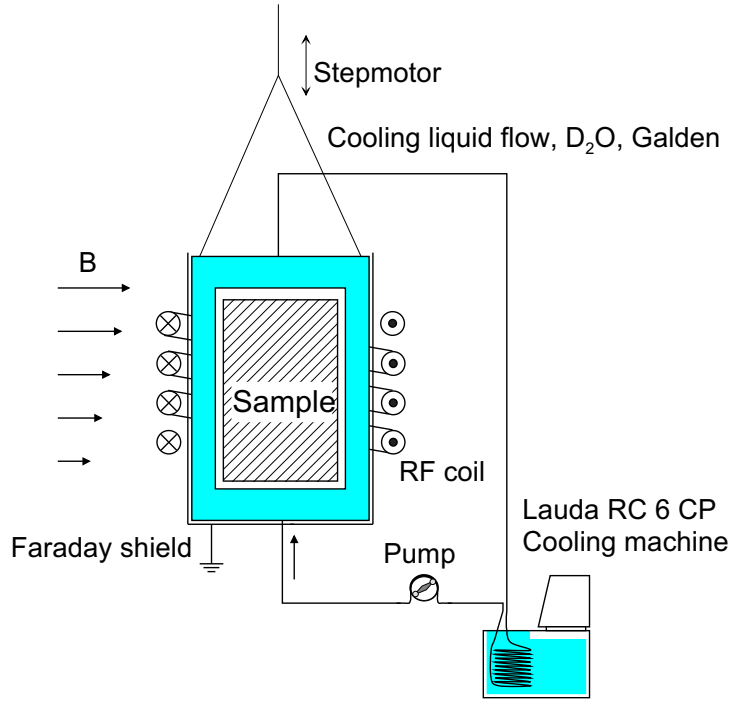 Stepmotor
Cooling liquid flow, D₂O, Galden
B
Sample
RF coil
Lauda RC 6 CP
Cooling machine
Faraday shield
Pump